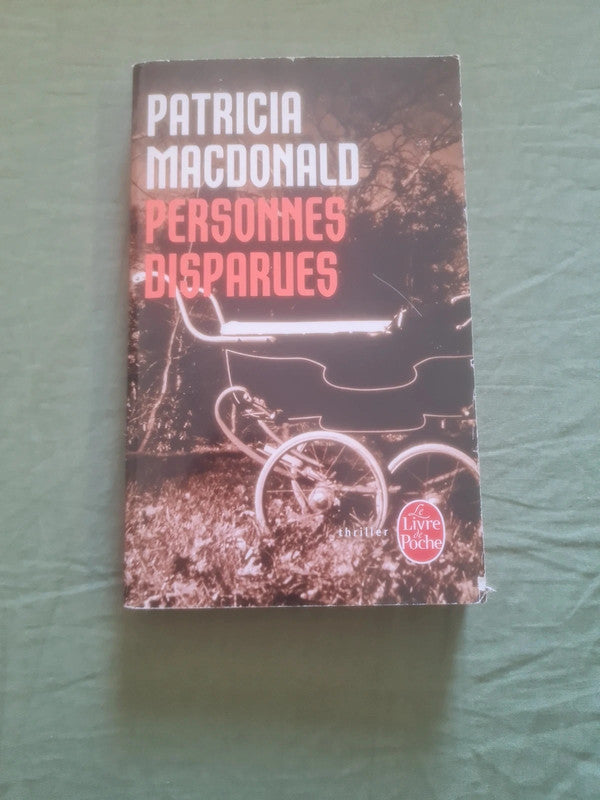 PATRICIA
MACDONALD
PERSONNES
DISPARUES
thriller
Le
Livre
de
Poche